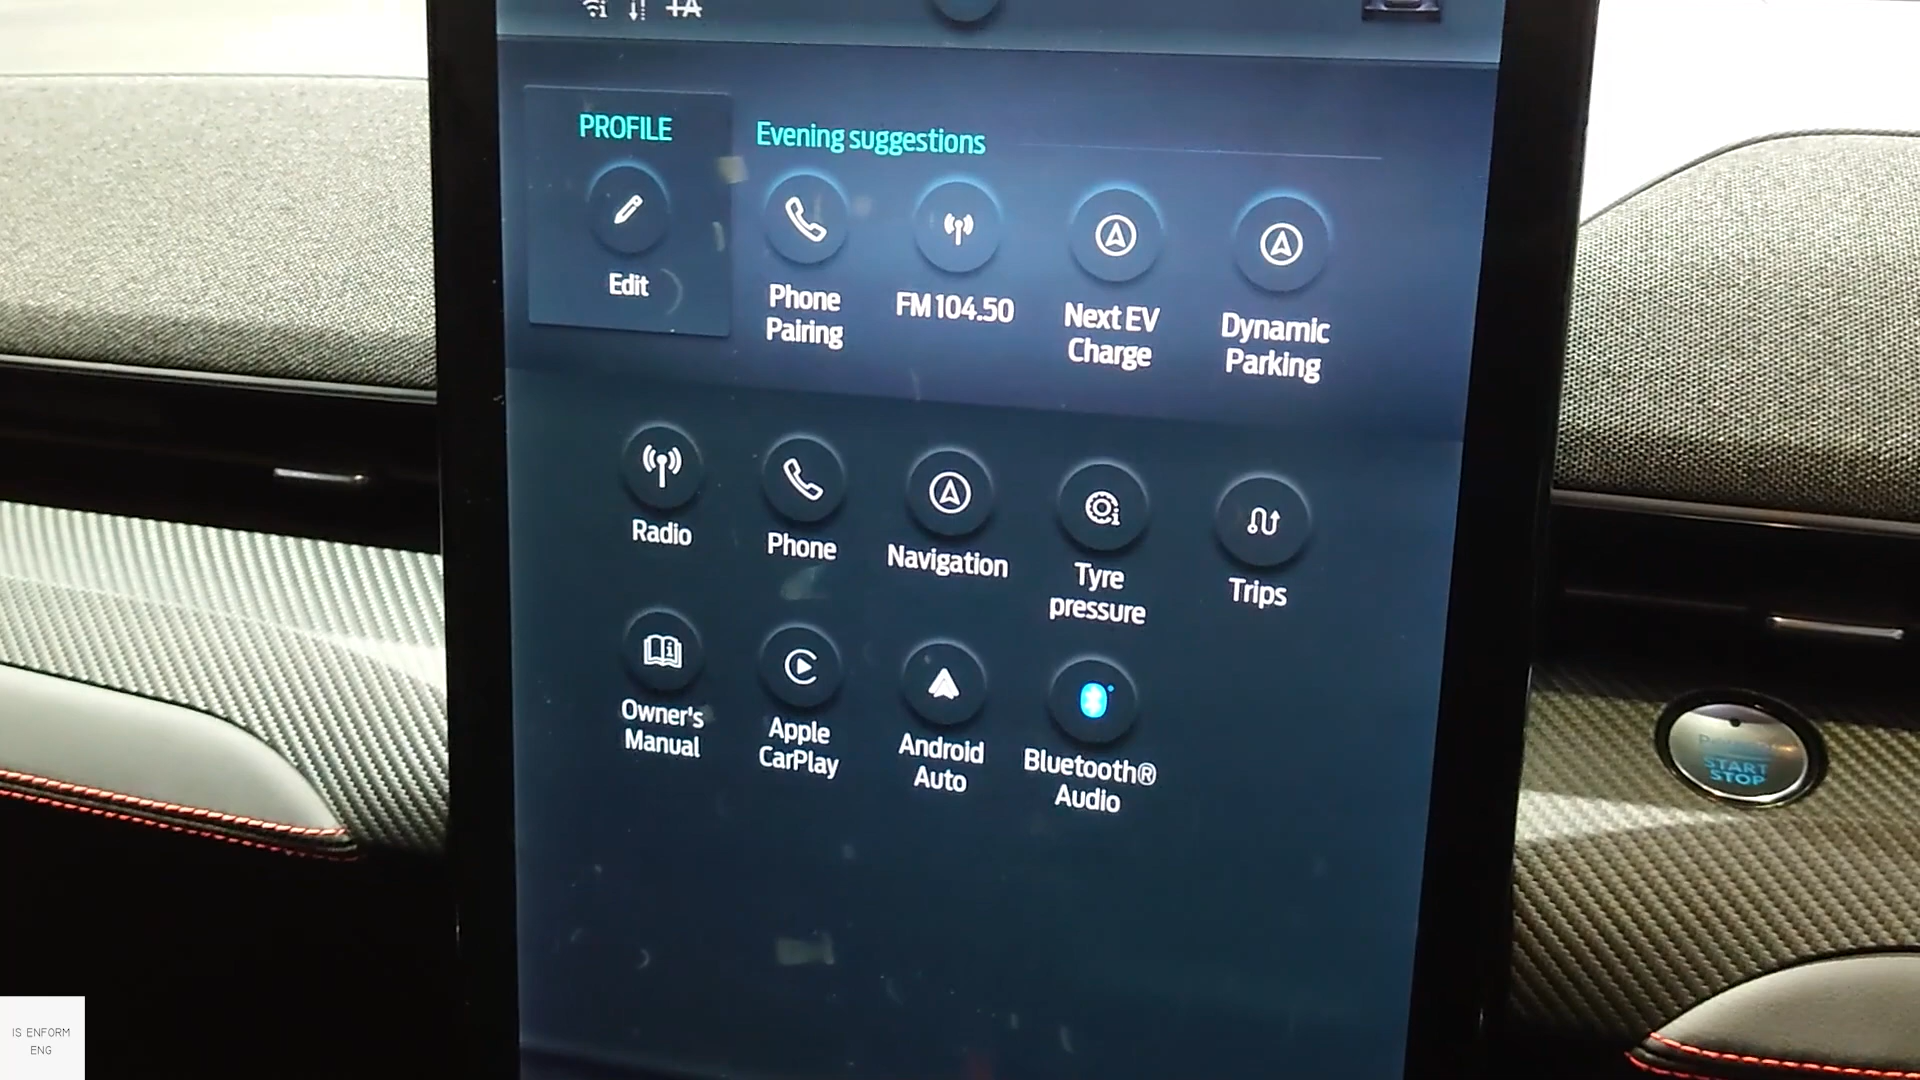 PROFILE
Evening suggestions
Edit
Phone
Pairing
FM 104.50
Next EV
Charge
Dynamic
Parking
Radio
Phone
Navigation
Tyre
pressure
Trips
Owner's
Manual
Apple
CarPlay
Android
Auto
Bluetooth®
Audio
START
STOP
IS ENFORM
ENG